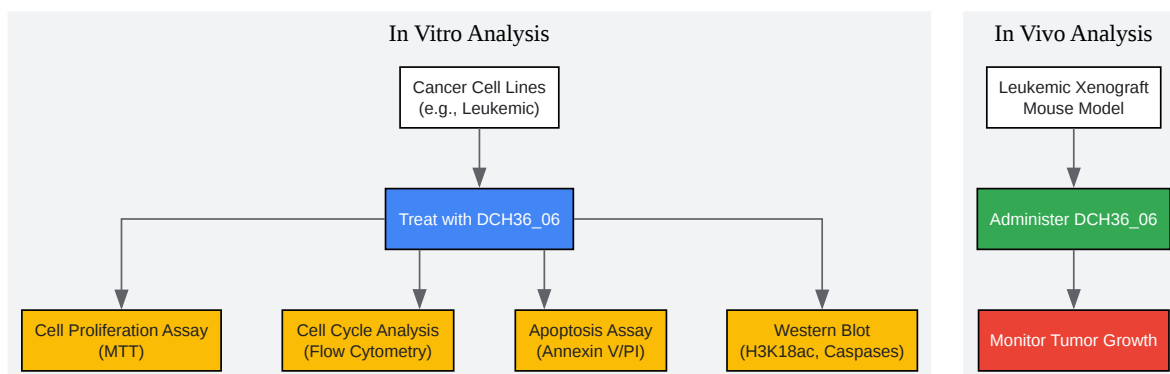 In Vitro Analysis
Cancer Cell Lines
(e.g., Leukemic)
Treat with DCH36_06
Cell Proliferation Assay
(MTT)
Cell Cycle Analysis
(Flow Cytometry)
Apoptosis Assay
(Annexin V/PI)
Western Blot
(H3K18ac, Caspases)
In Vivo Analysis
Leukemic Xenograft
Mouse Model
Administer DCH36_06
Monitor Tumor Growth